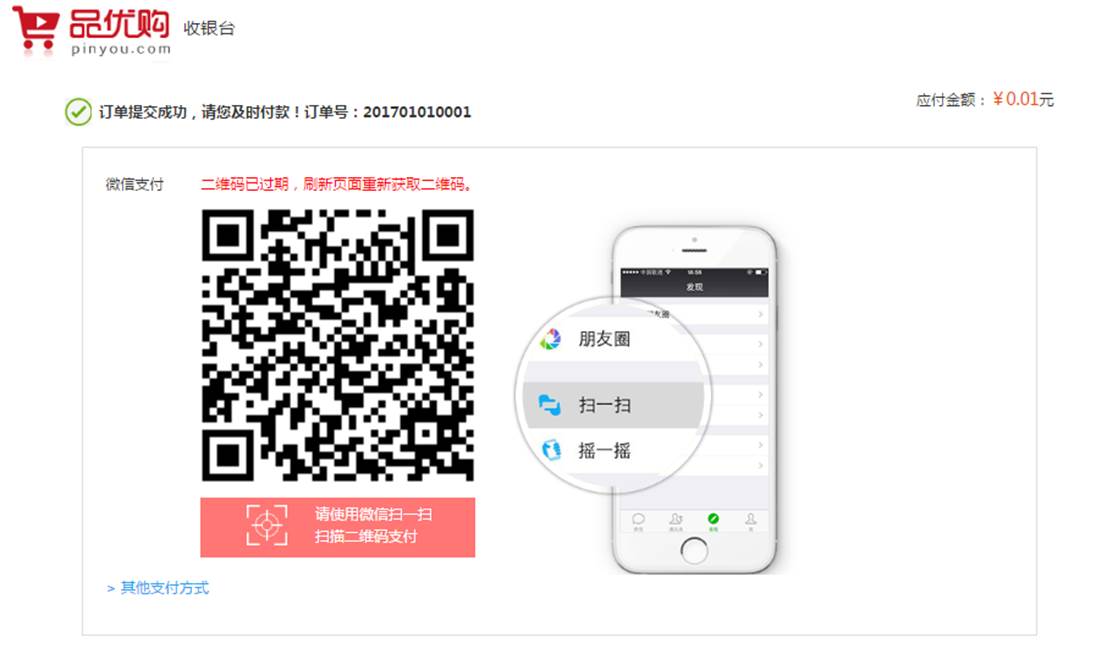 品优购 收银台
pinyou.com
订单提交成功，请您及时付款！订单号：201701010001
应付金额：￥0.01元
微信支付 二维码已过期，刷新页面重新获取二维码。
中国联通
发现
朋友圈
扫一扫
摇一摇
请使用微信扫一扫
扫描二维码支付
> 其他支付方式